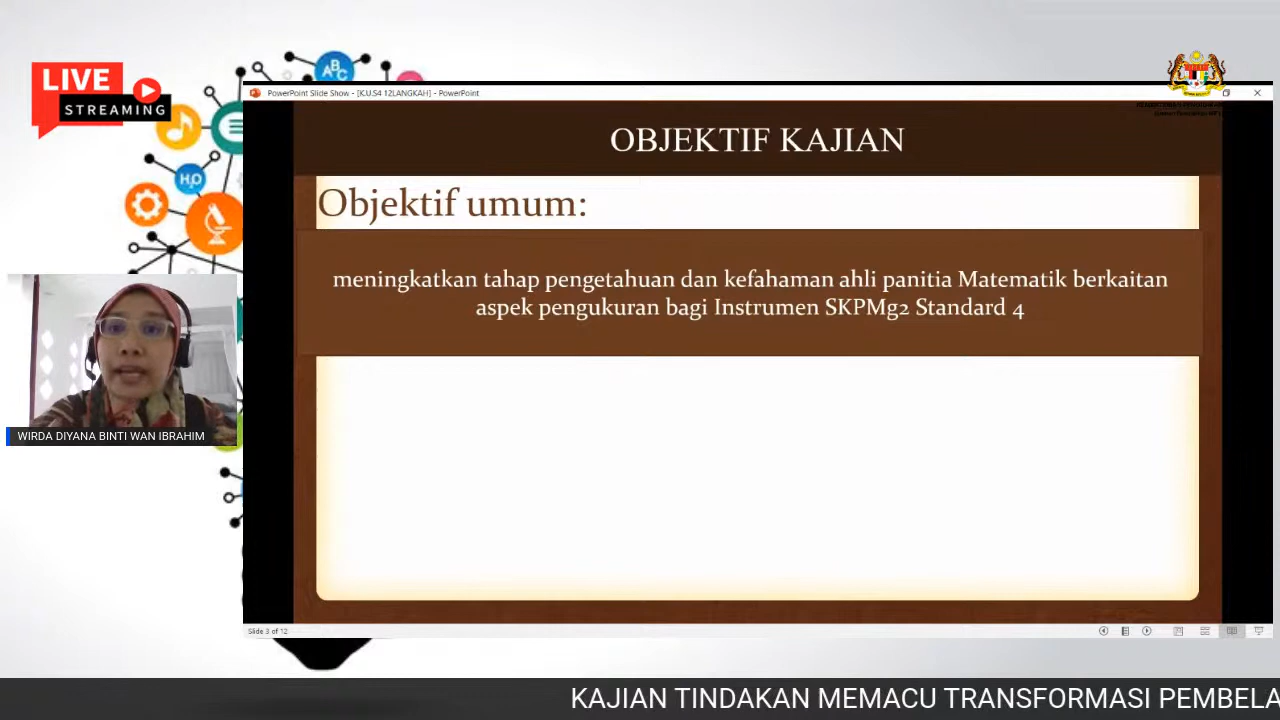 LIVE
STREAMING
ABC
H₂O
PowerPoint Slide Show - [K.U.S4 12LANGKAH] - PowerPoint
OBJEKTIF KAJIAN
Objektif umum:
meningkatkan tahap pengetahuan dan kefahaman ahli panitia Matematik berkaitan
aspek pengukuran bagi Instrumen SKPMg2 Standard 4
WIRDA DIYANA BINTI WAN IBRAHIM
Slide 3 of 12
KAJIAN TINDAKAN MEMACU TRANSFORMASI PEMBELA